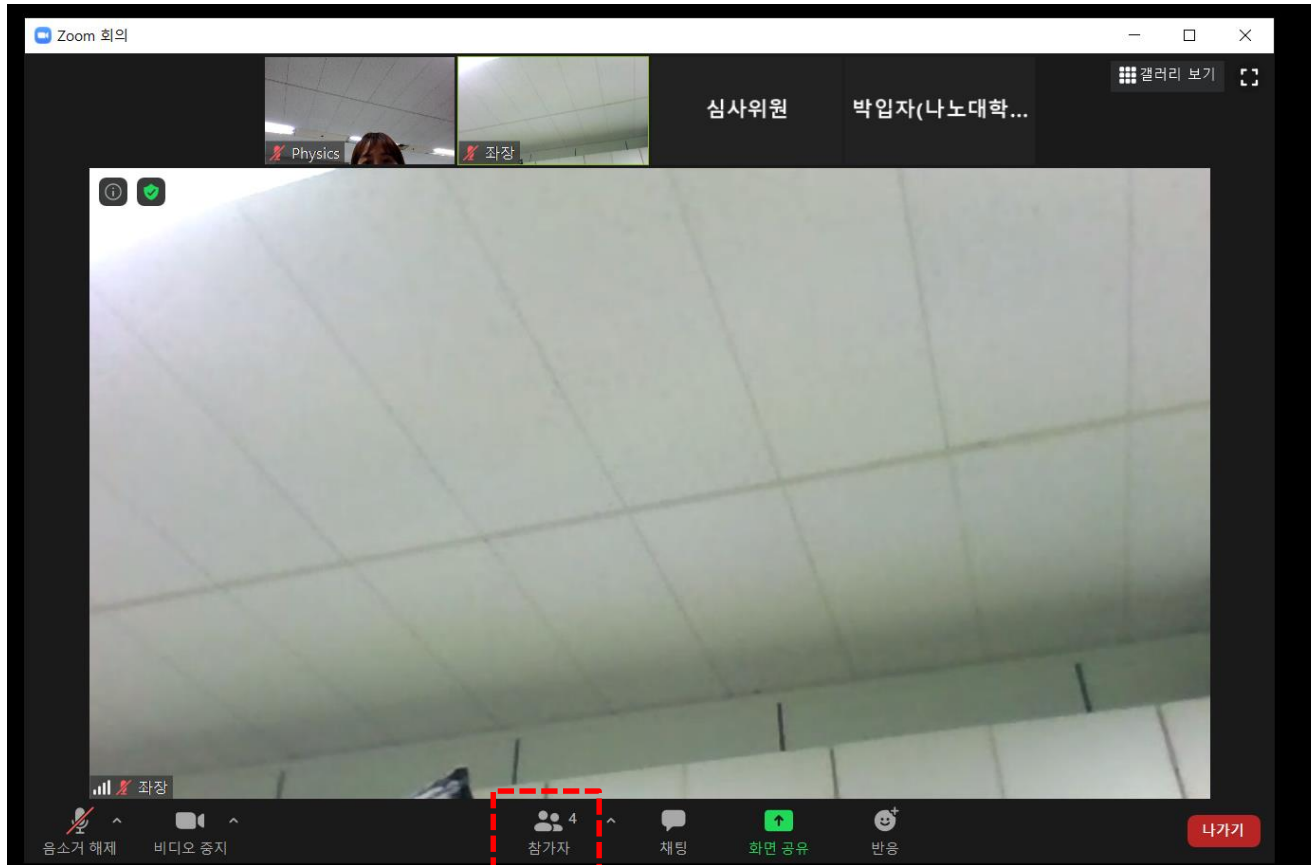 Zoom 회의
갤러리 보기
Physics
좌장
심사위원
박입자(나노대학...
좌장
음소거 해제
비디오 중지
4
참가자
채팅
화면 공유
반응
나가기